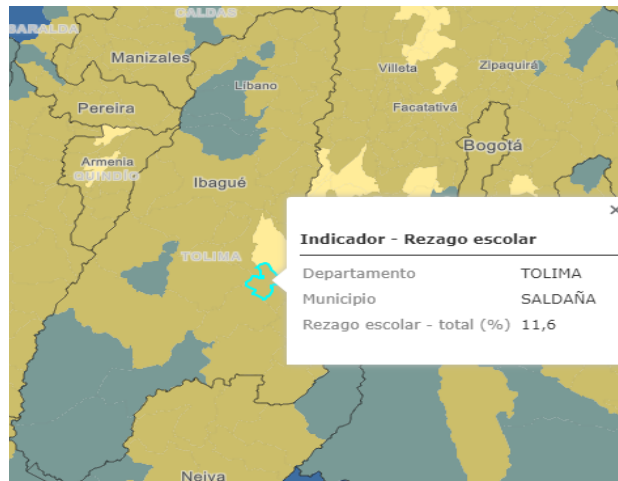 CALDAS
SARALDA
Manizales
Villeta
Zipaquirá
Líbano
Pereira
Facatativá
Bogotá
Armenia
QUINDÍO
Ibagué
TOLIMA
×
Indicador - Rezago escolar
Departamento TOLIMA
Municipio SALDAÑA
Rezago escolar - total (%) 11,6
Neiva